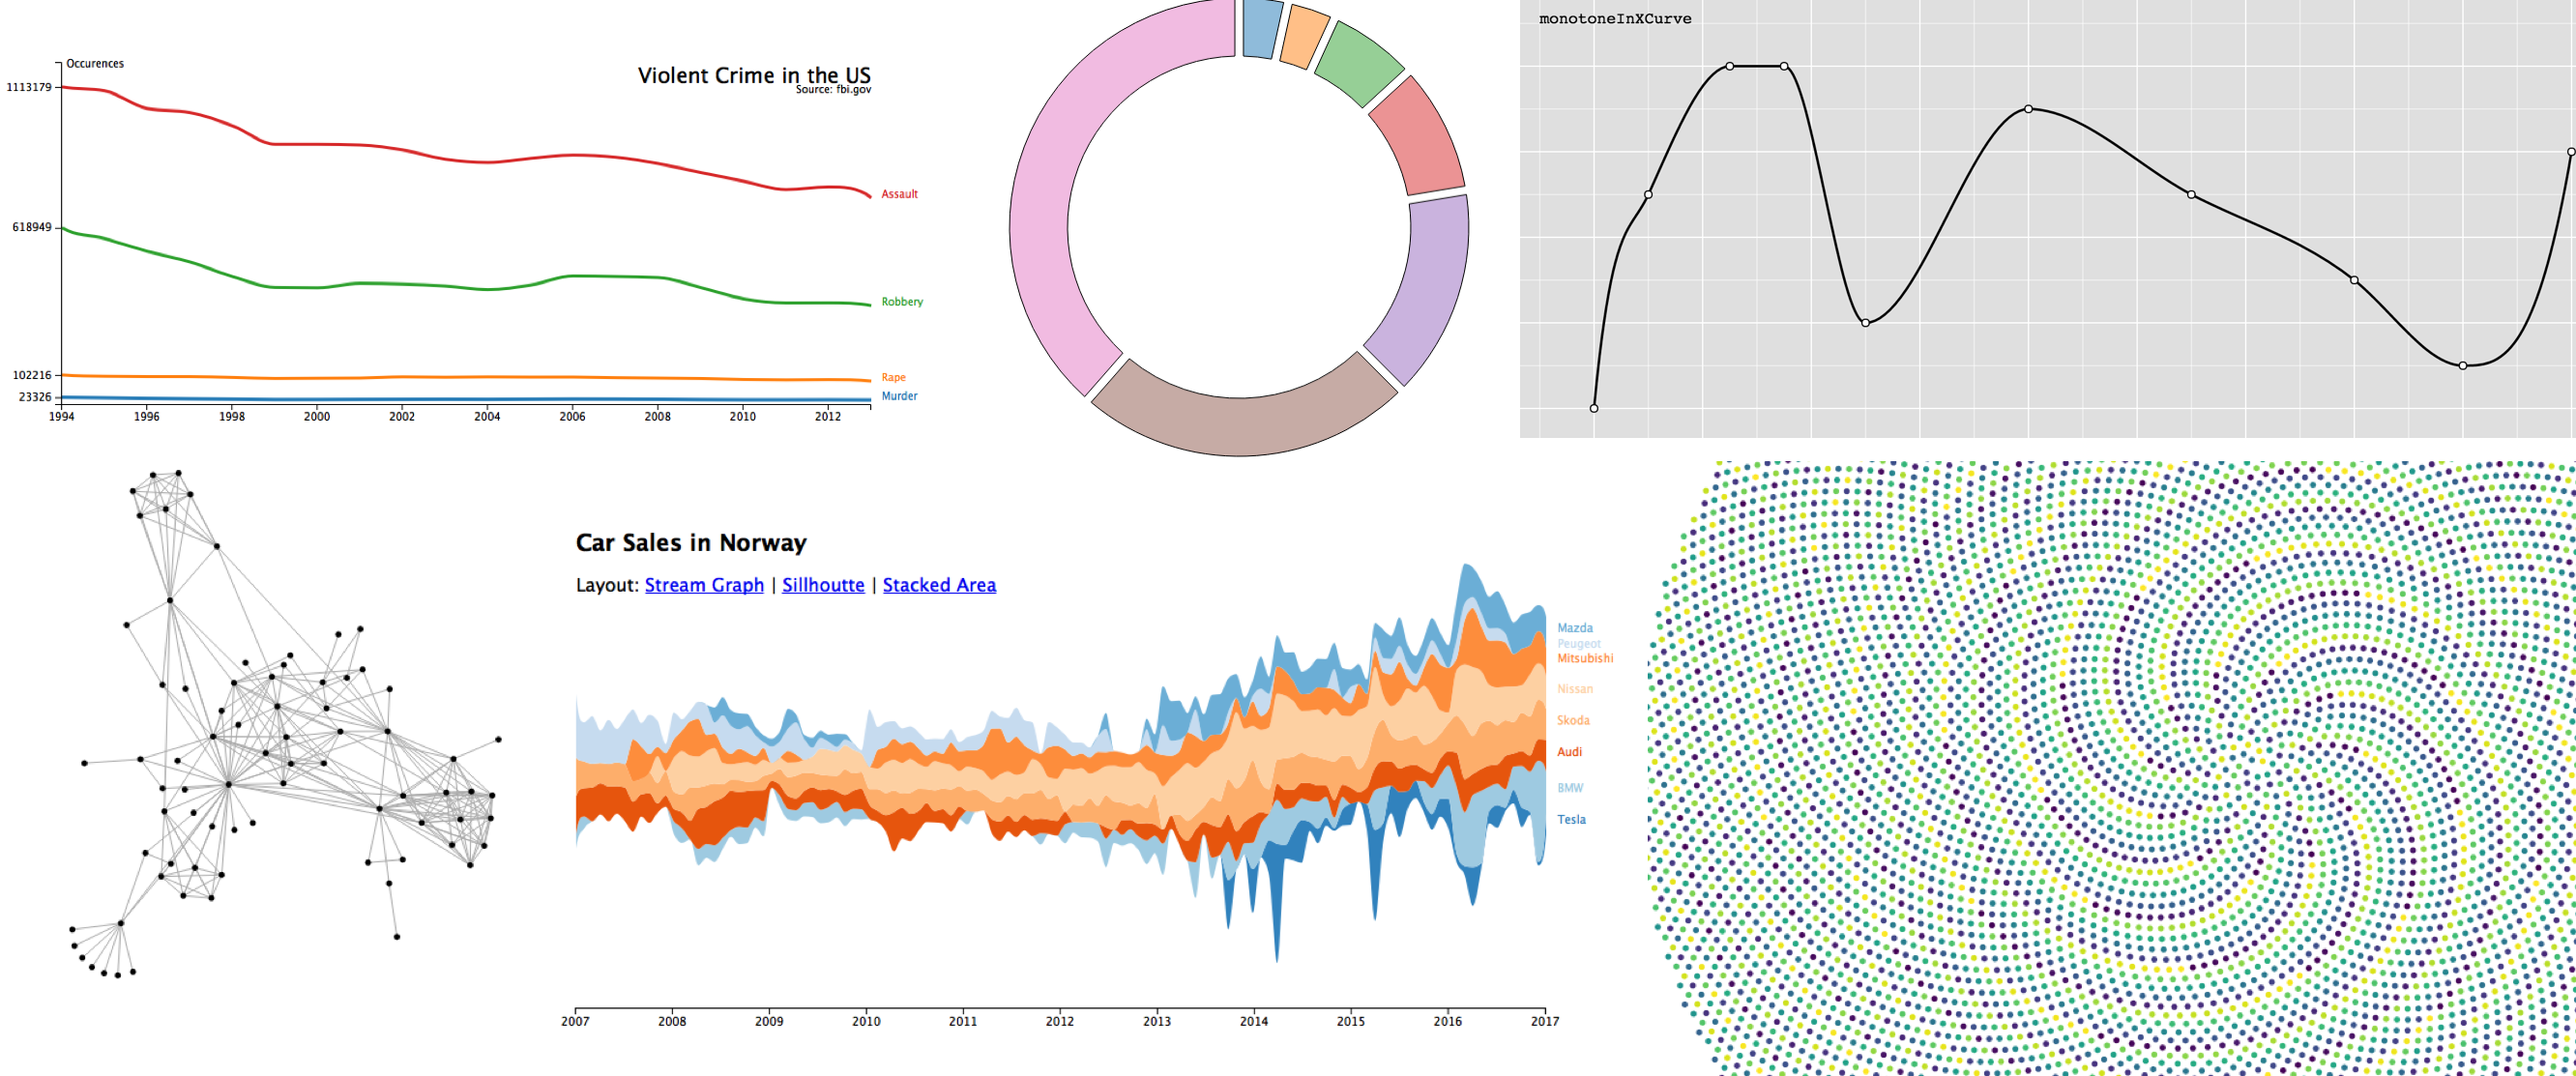 Occurences
Violent Crime in the US
Source: fbi.gov
1113179
618949
102216
23326
Assault
Robbery
Rape
Murder
1994 1996 1998 2000 2002 2004 2006 2008 2010 2012
monotoneInXCurve
Car Sales in Norway
Layout: Stream Graph | Sillhoutte | Stacked Area
Mazda
Peugeot
Mitsubishi
Nissan
Skoda
Audi
BMW
Tesla
2007 2008 2009 2010 2011 2012 2013 2014 2015 2016 2017